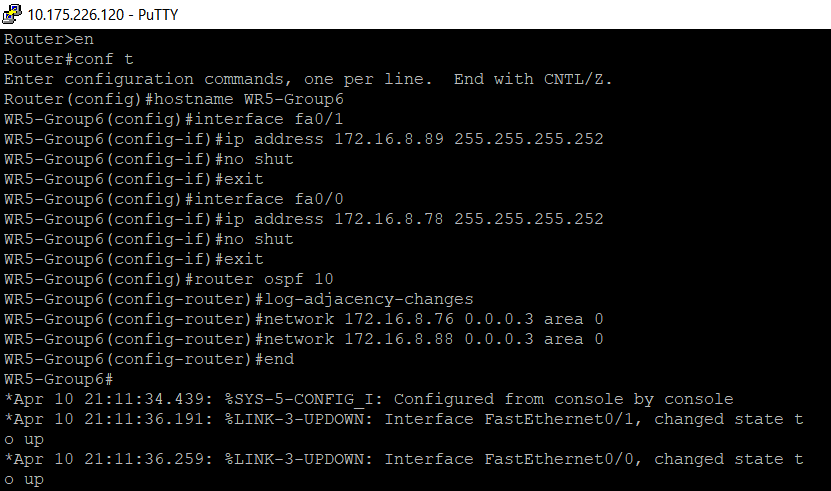 10.175.226.120 - PuTTY
Router>en
Router#conf t
Enter configuration commands, one per line.  End with CNTL/Z.
Router(config)#hostname WR5-Group6
WR5-Group6(config)#interface fa0/1
WR5-Group6(config-if)#ip address 172.16.8.89 255.255.255.252
WR5-Group6(config-if)#no shut
WR5-Group6(config-if)#exit
WR5-Group6(config)#interface fa0/0
WR5-Group6(config-if)#ip address 172.16.8.78 255.255.255.252
WR5-Group6(config-if)#no shut
WR5-Group6(config-if)#exit
WR5-Group6(config)#router ospf 10
WR5-Group6(config-router)#log-adjacency-changes
WR5-Group6(config-router)#network 172.16.8.76 0.0.0.3 area 0
WR5-Group6(config-router)#network 172.16.8.88 0.0.0.3 area 0
WR5-Group6(config-router)#end
WR5-Group6#
*Apr 10 21:11:34.439: %SYS-5-CONFIG_I: Configured from console by console
*Apr 10 21:11:36.191: %LINK-3-UPDOWN: Interface FastEthernet0/1, changed state t
o up
*Apr 10 21:11:36.259: %LINK-3-UPDOWN: Interface FastEthernet0/0, changed state t
o up